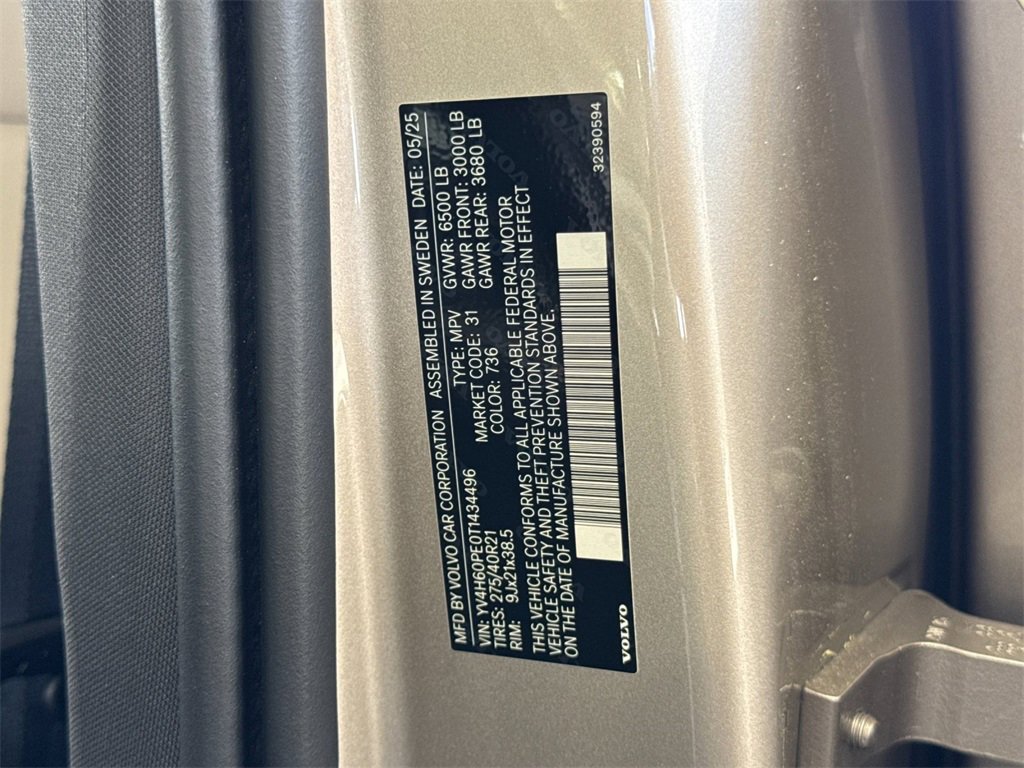 MFD BY VOLVO CAR CORPORATION ASSEMBLED IN SWEDEN DATE: 05/25
VIN: YV4H60PE0T1434496 TYPE: MPV GVWR: 6500 LB
TIRES: 275/40R21 MARKET CODE: 31 GAWR FRONT: 3000 LB
RIM: 9Jx21x38.5 COLOR: 736 GAWR REAR: 3680 LB
THIS VEHICLE CONFORMS TO ALL APPLICABLE FEDERAL MOTOR
VEHICLE SAFETY AND THEFT PREVENTION STANDARDS IN EFFECT
ON THE DATE OF MANUFACTURE SHOWN ABOVE.
VOLVO
32390594